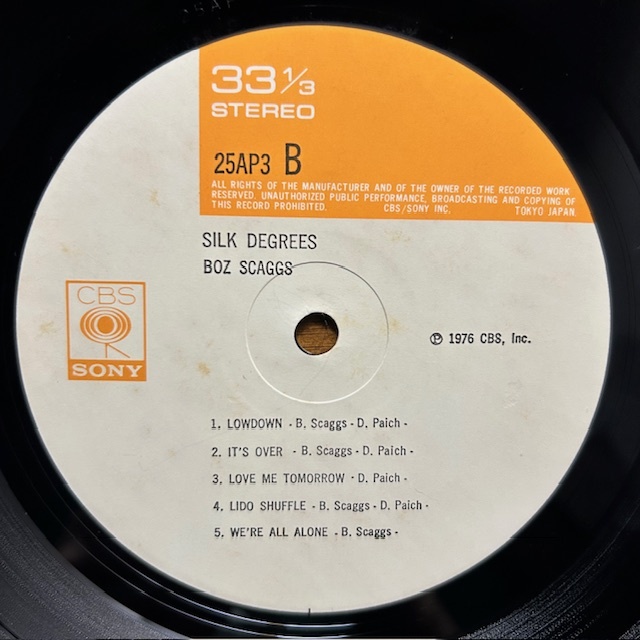 33 1/3
STEREO
25AP3 B
ALL RIGHTS OF THE MANUFACTURER AND OF THE OWNER OF THE RECORDED WORK
RESERVED. UNAUTHORIZED PUBLIC PERFORMANCE, BROADCASTING AND COPYING OF
THIS RECORD PROHIBITED. CBS/SONY INC. TOKYO JAPAN
SILK DEGREES
BOZ SCAGGS
CBS
SONY
Ⓟ 1976 CBS, Inc.
1. LOWDOWN · B. Scaggs · D. Paich ·
2. IT'S OVER · B. Scaggs · D. Paich ·
3. LOVE ME TOMORROW · D. Paich ·
4. LIDO SHUFFLE · B. Scaggs · D. Paich ·
5. WE'RE ALL ALONE · B. Scaggs ·